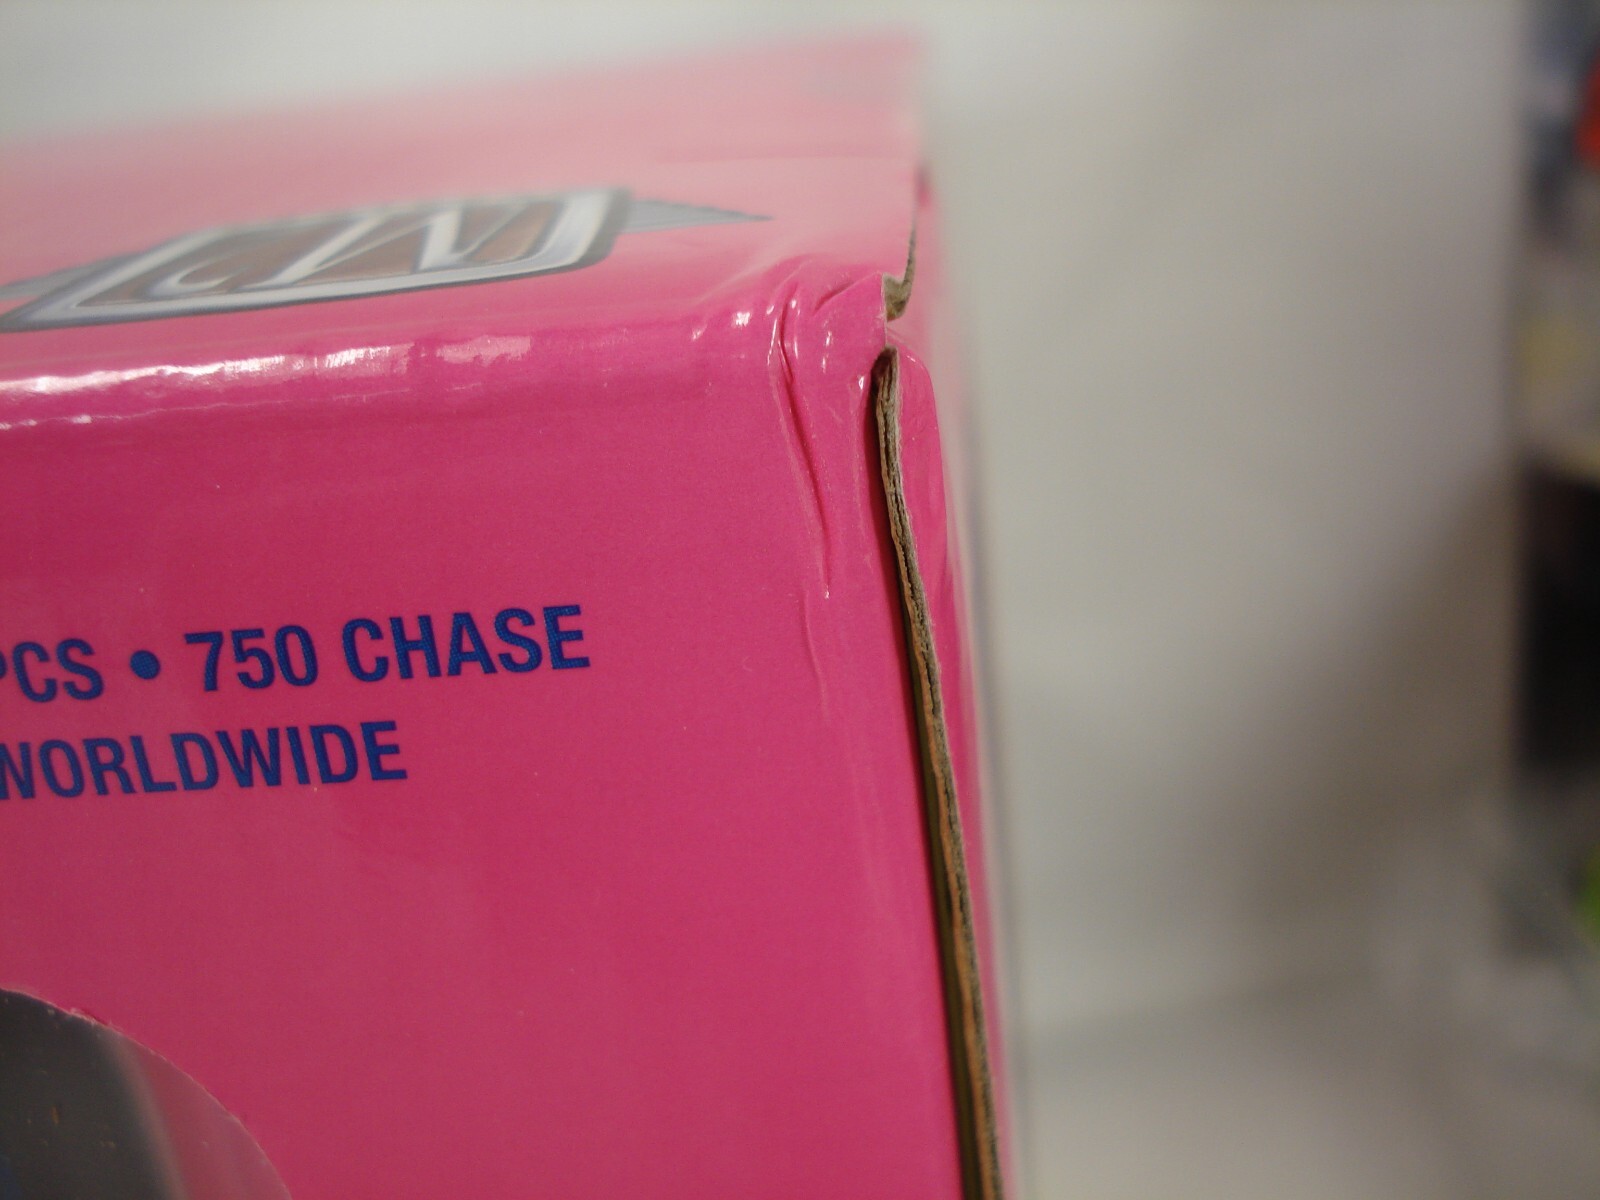 PCS • 750 CHASE
WORLDWIDE